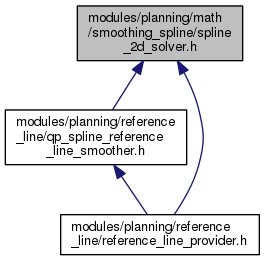 modules/planning/math
/smoothing_spline/spline
_2d_solver.h
modules/planning/reference
_line/qp_spline_reference
_line_smoother.h
modules/planning/reference
_line/reference_line_provider.h